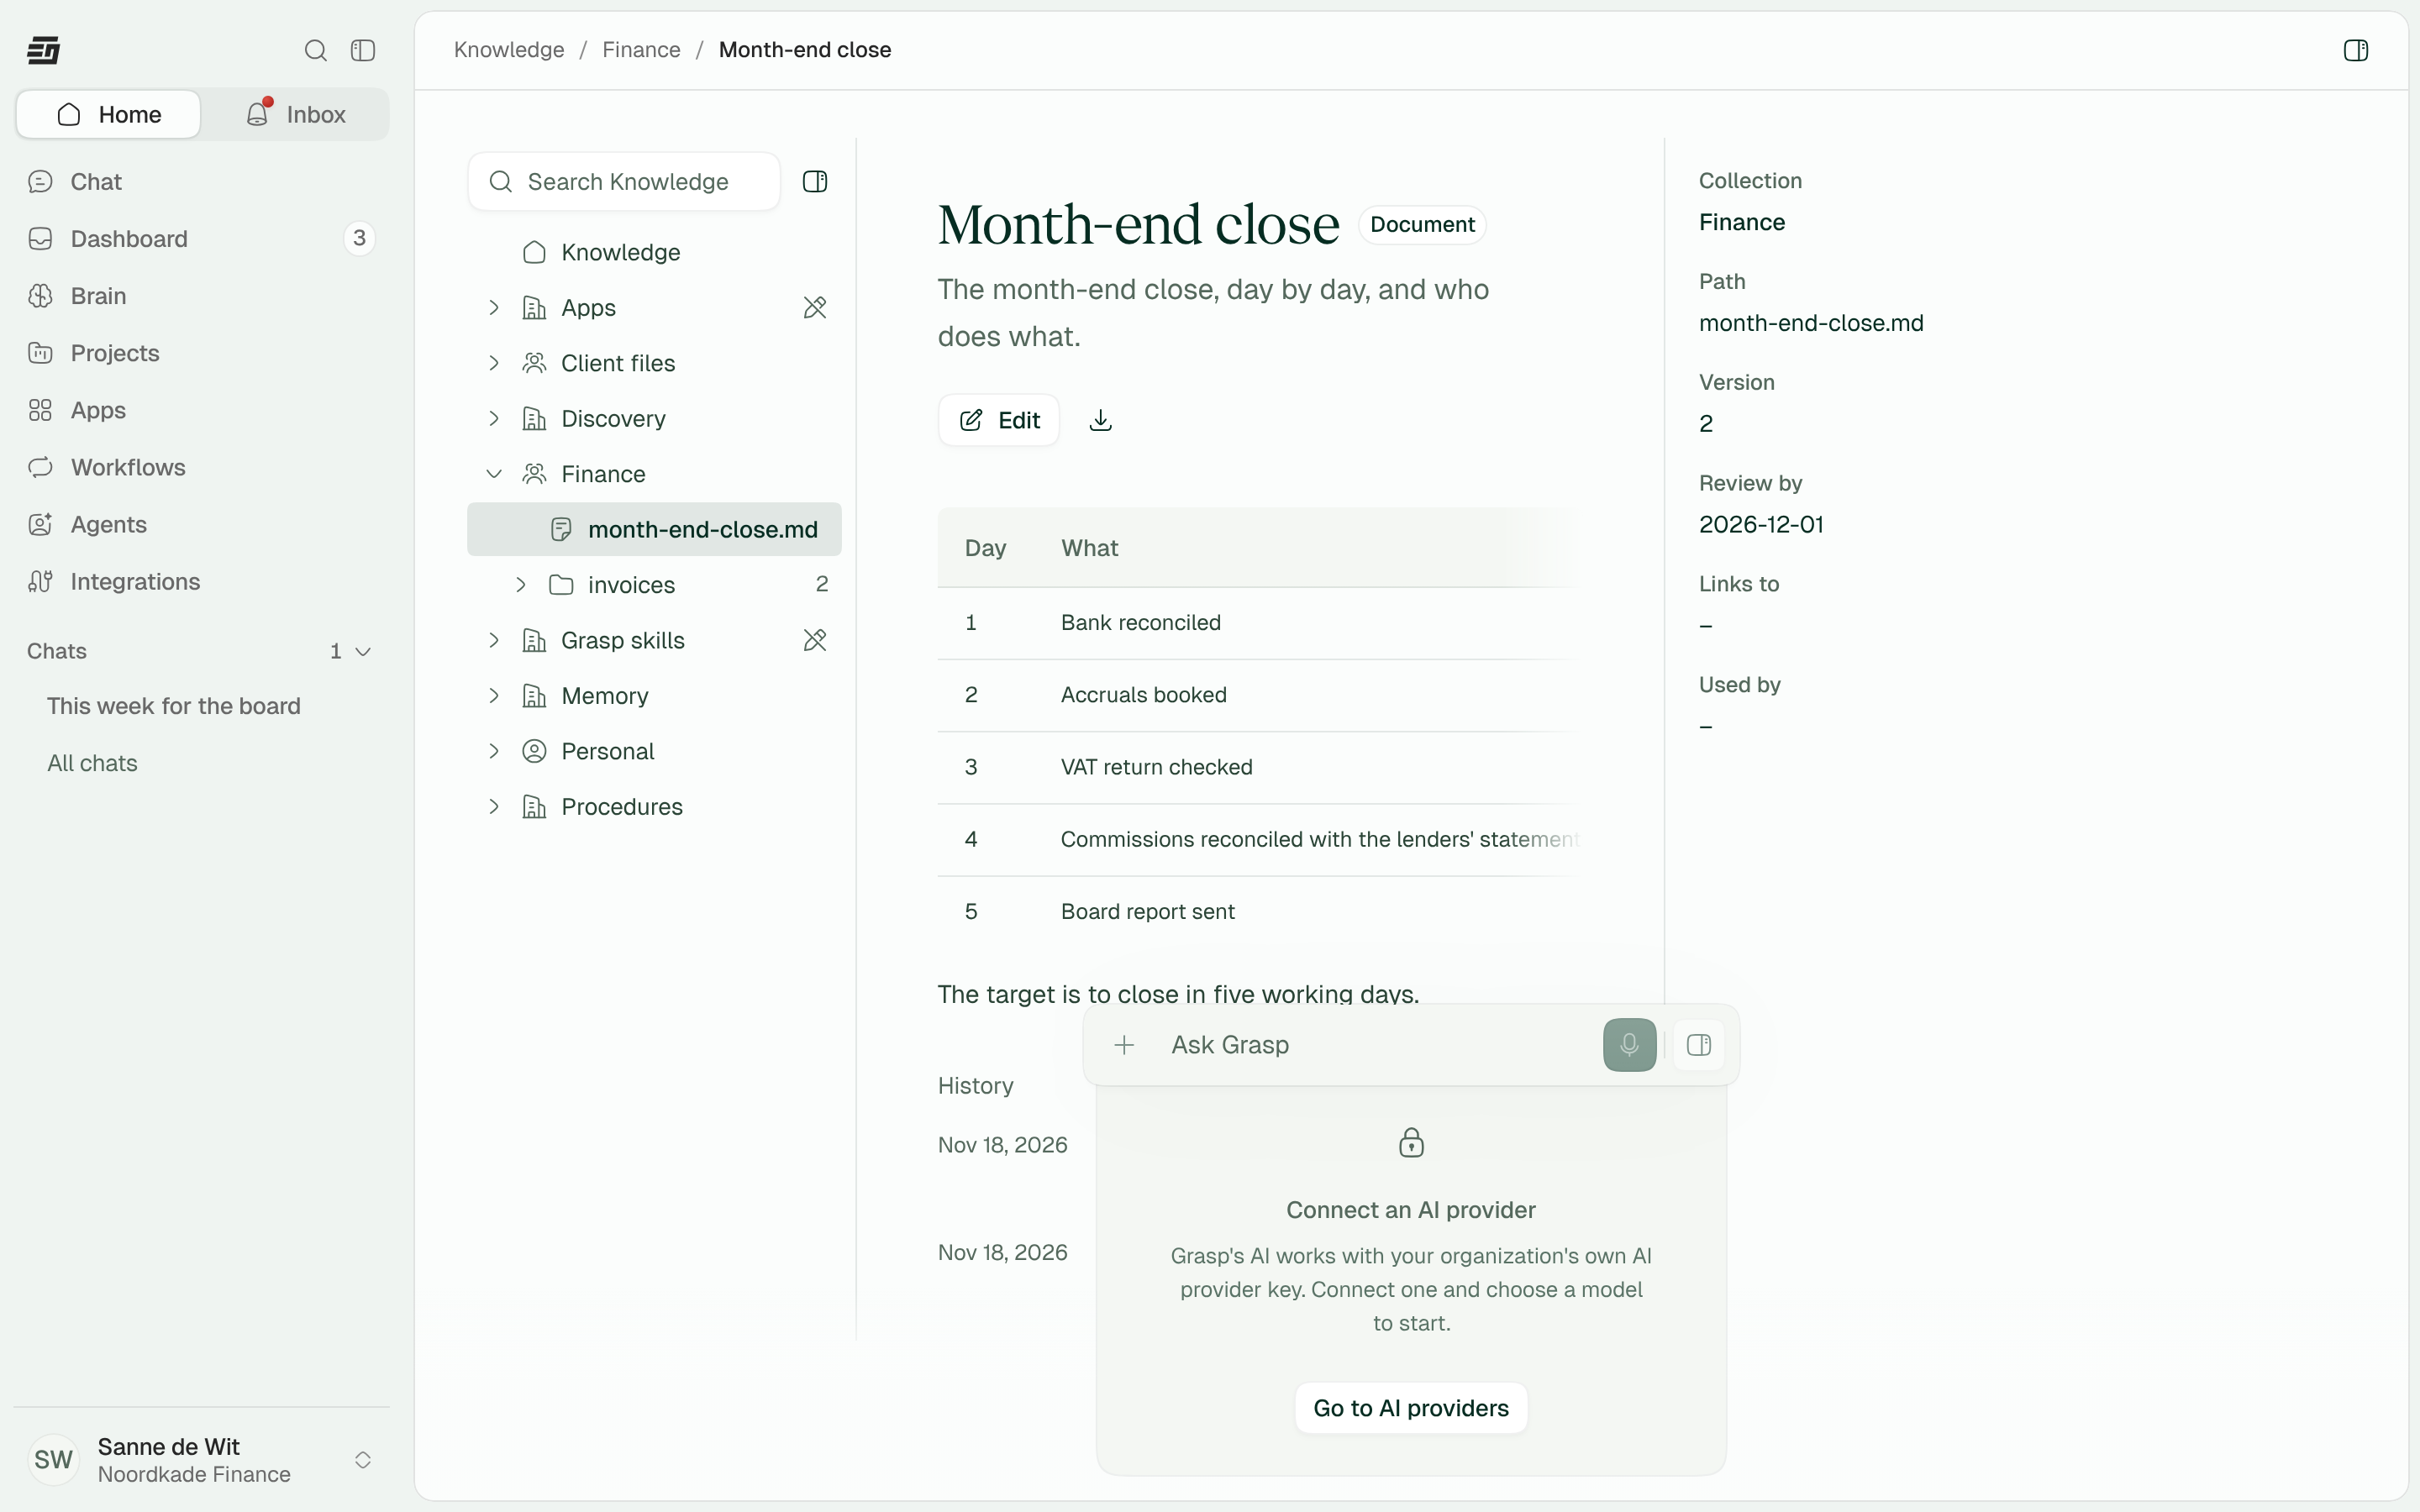 Knowledge / Finance / Month-end close
Home
Inbox
Chat
Dashboard 3
Brain
Projects
Apps
Workflows
Agents
Integrations
Chats 1
This week for the board
All chats
SW
Sanne de Wit
Noordkade Finance
Search Knowledge
Knowledge
Apps
Client files
Discovery
Finance
month-end-close.md
invoices 2
Grasp skills
Memory
Personal
Procedures
Month-end close Document
The month-end close, day by day, and who
does what.
Edit
Day What
1 Bank reconciled
2 Accruals booked
3 VAT return checked
4 Commissions reconciled with the lenders' statement
5 Board report sent
The target is to close in five working days.
History
Nov 18, 2026
Nov 18, 2026
Ask Grasp
Connect an AI provider
Grasp's AI works with your organization's own AI
provider key. Connect one and choose a model
to start.
Go to AI providers
Collection
Finance
Path
month-end-close.md
Version
2
Review by
2026-12-01
Links to
–
Used by
–